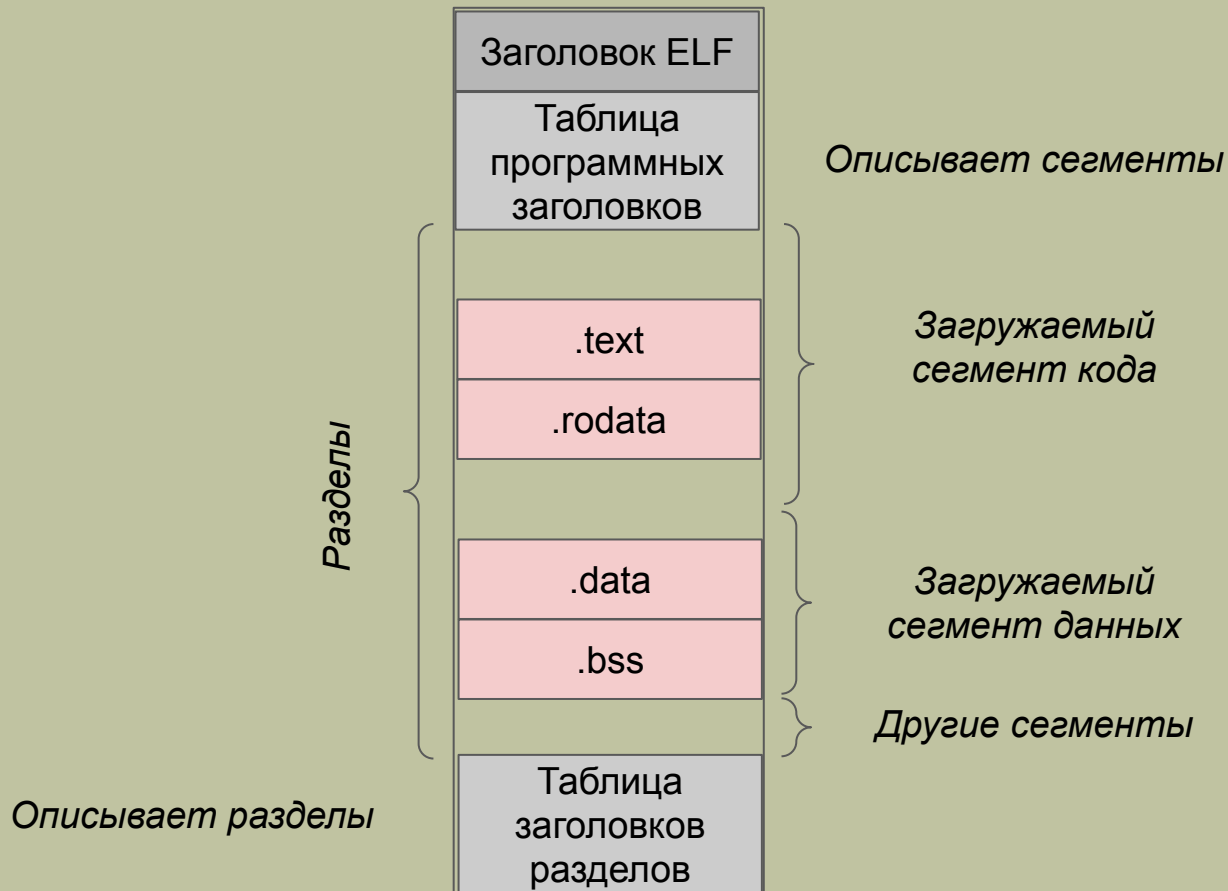 Заголовок ELF
Таблица
программных
заголовков
Описывает сегменты
.text
.rodata
Загружаемый
сегмент кода
Разделы
.data
.bss
Загружаемый
сегмент данных
Другие сегменты
Описывает разделы
Таблица
заголовков
разделов